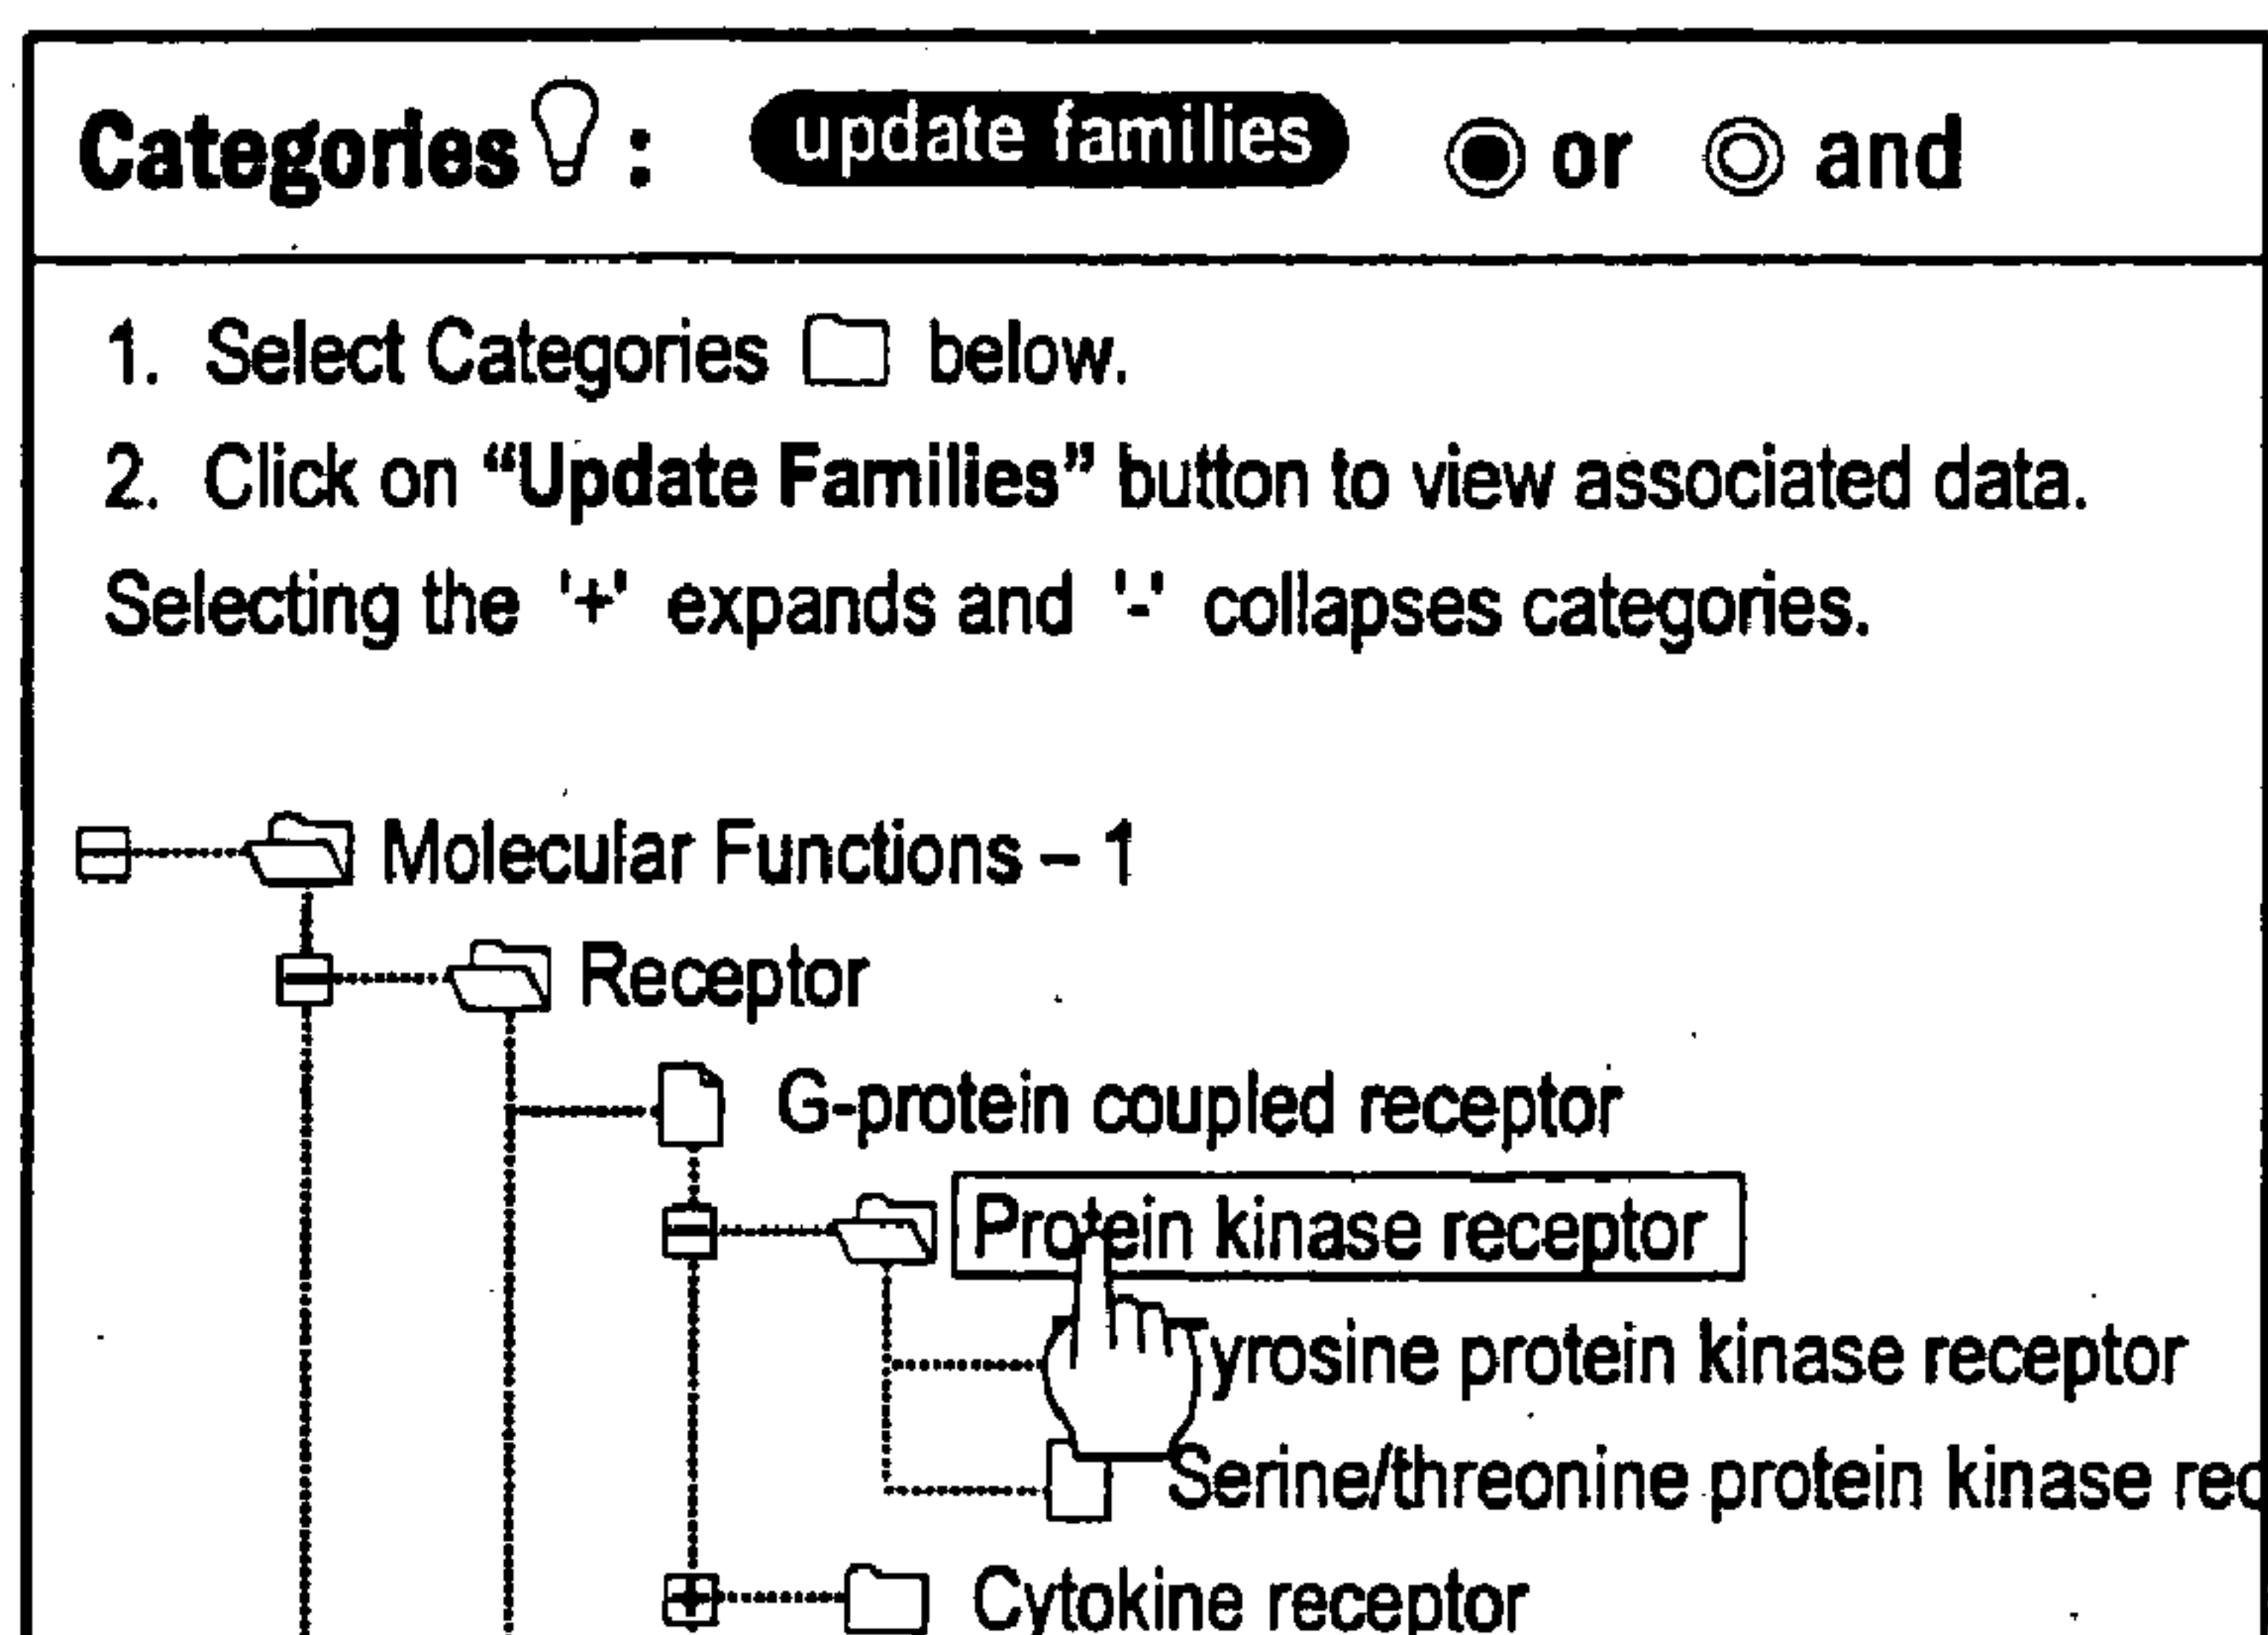 Categories : update families or and
1. Select Categories below.
2. Click on “Update Families” button to view associated data.
Selecting the '+' expands and '-' collapses categories.
Molecular Functions – 1
Receptor
G-protein coupled receptor
Protein kinase receptor
Tyrosine protein kinase receptor
Serine/threonine protein kinase
Cytokine receptor